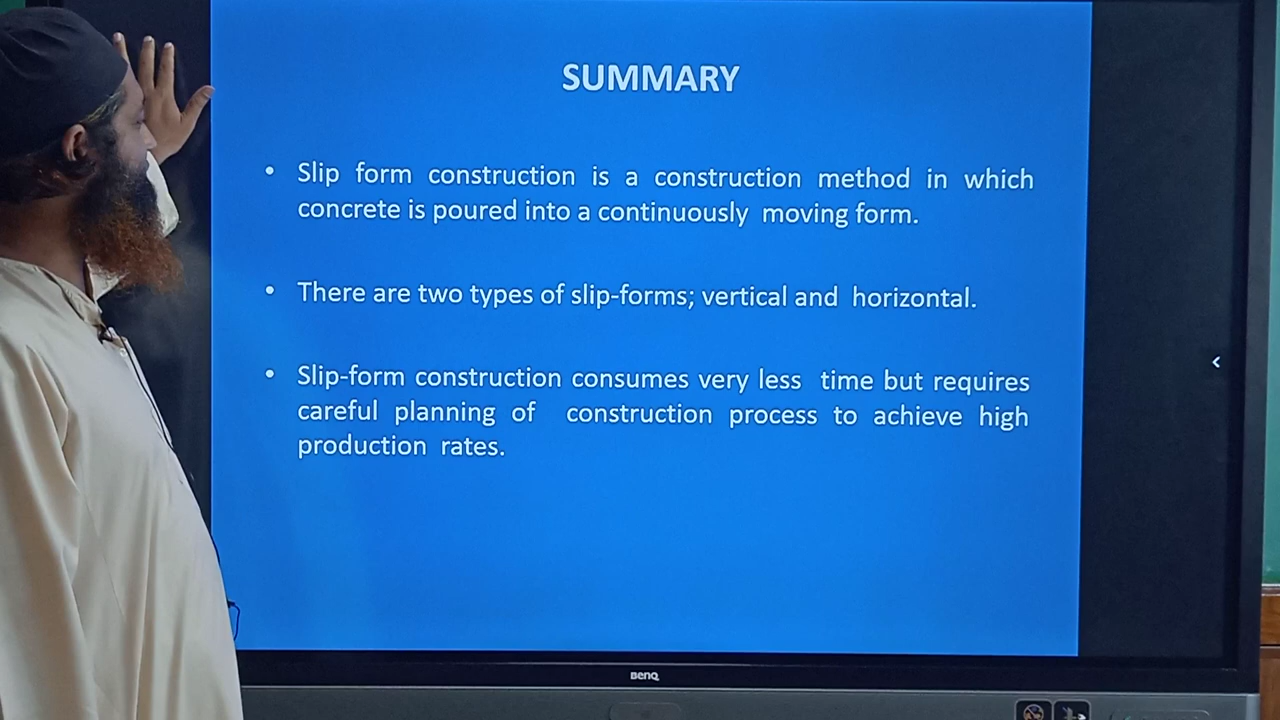 SUMMARY
• Slip form construction is a construction method in which
concrete is poured into a continuously moving form.
• There are two types of slip-forms; vertical and horizontal.
• Slip-form construction consumes very less time but requires
careful planning of construction process to achieve high
production rates.
BenQ